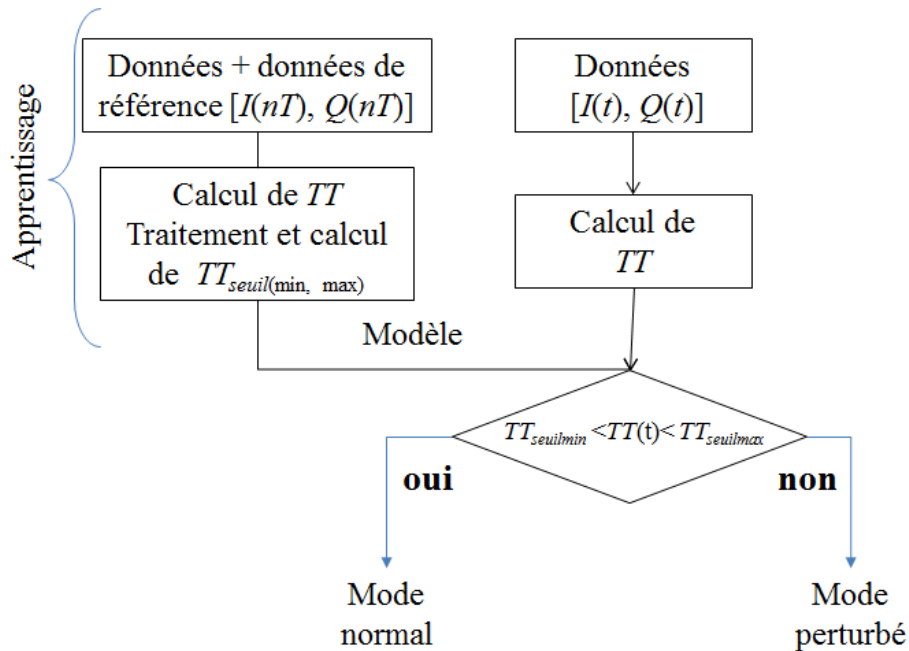 Apprentissage
Données + données de
référence [I(nT), Q(nT)]
Données
[I(t), Q(t)]
Calcul de TT
Traitement et calcul
de TTseuil(min, max)
Calcul de
TT
Modèle
TTseuilmin <TT(t)< TTseuilmax
oui
non
Mode
normal
Mode
perturbé